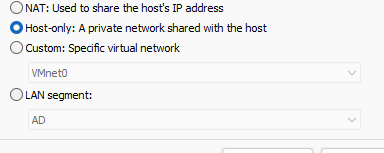 NAT: Used to share the host's IP address
Host-only: A private network shared with the host
Custom: Specific virtual network
VMnet0
LAN segment:
AD